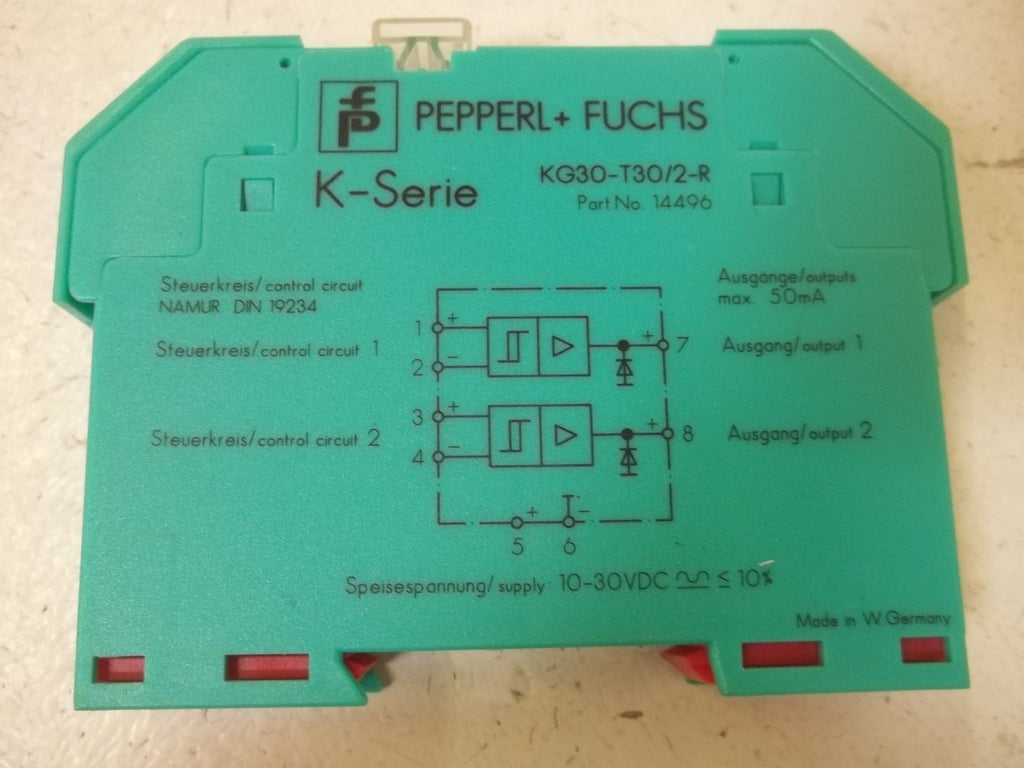 PEPPERL+ FUCHS
K-Serie
KG30-T30/2-R
Part No. 14496
Steuerkreis/control circuit
NAMUR DIN 19234
Ausgänge/outputs
max. 50mA
Steuerkreis/control circuit 1
1 +
2 -
+ 7
Ausgang/output 1
Steuerkreis/control circuit 2
3 +
4 -
+ 8
Ausgang/output 2
+ -
5 6
Speisespannung/supply: 10-30VDC ≤ 10%
Made in W.Germany